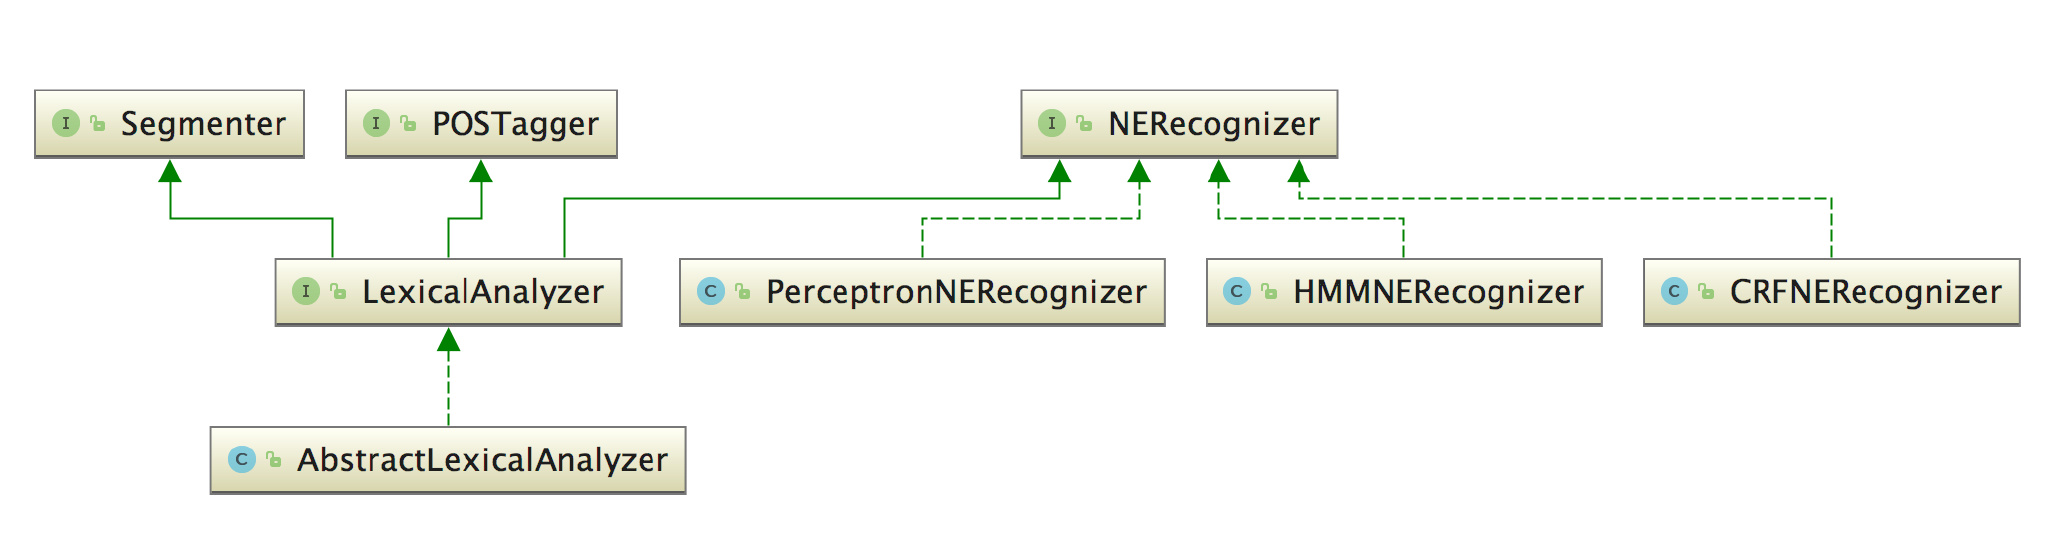 I Segmenter
I POSTagger
I NERecognizer
I LexicalAnalyzer
C PerceptronNERecognizer
C HMMNERecognizer
C CRFNERecognizer
C AbstractLexicalAnalyzer